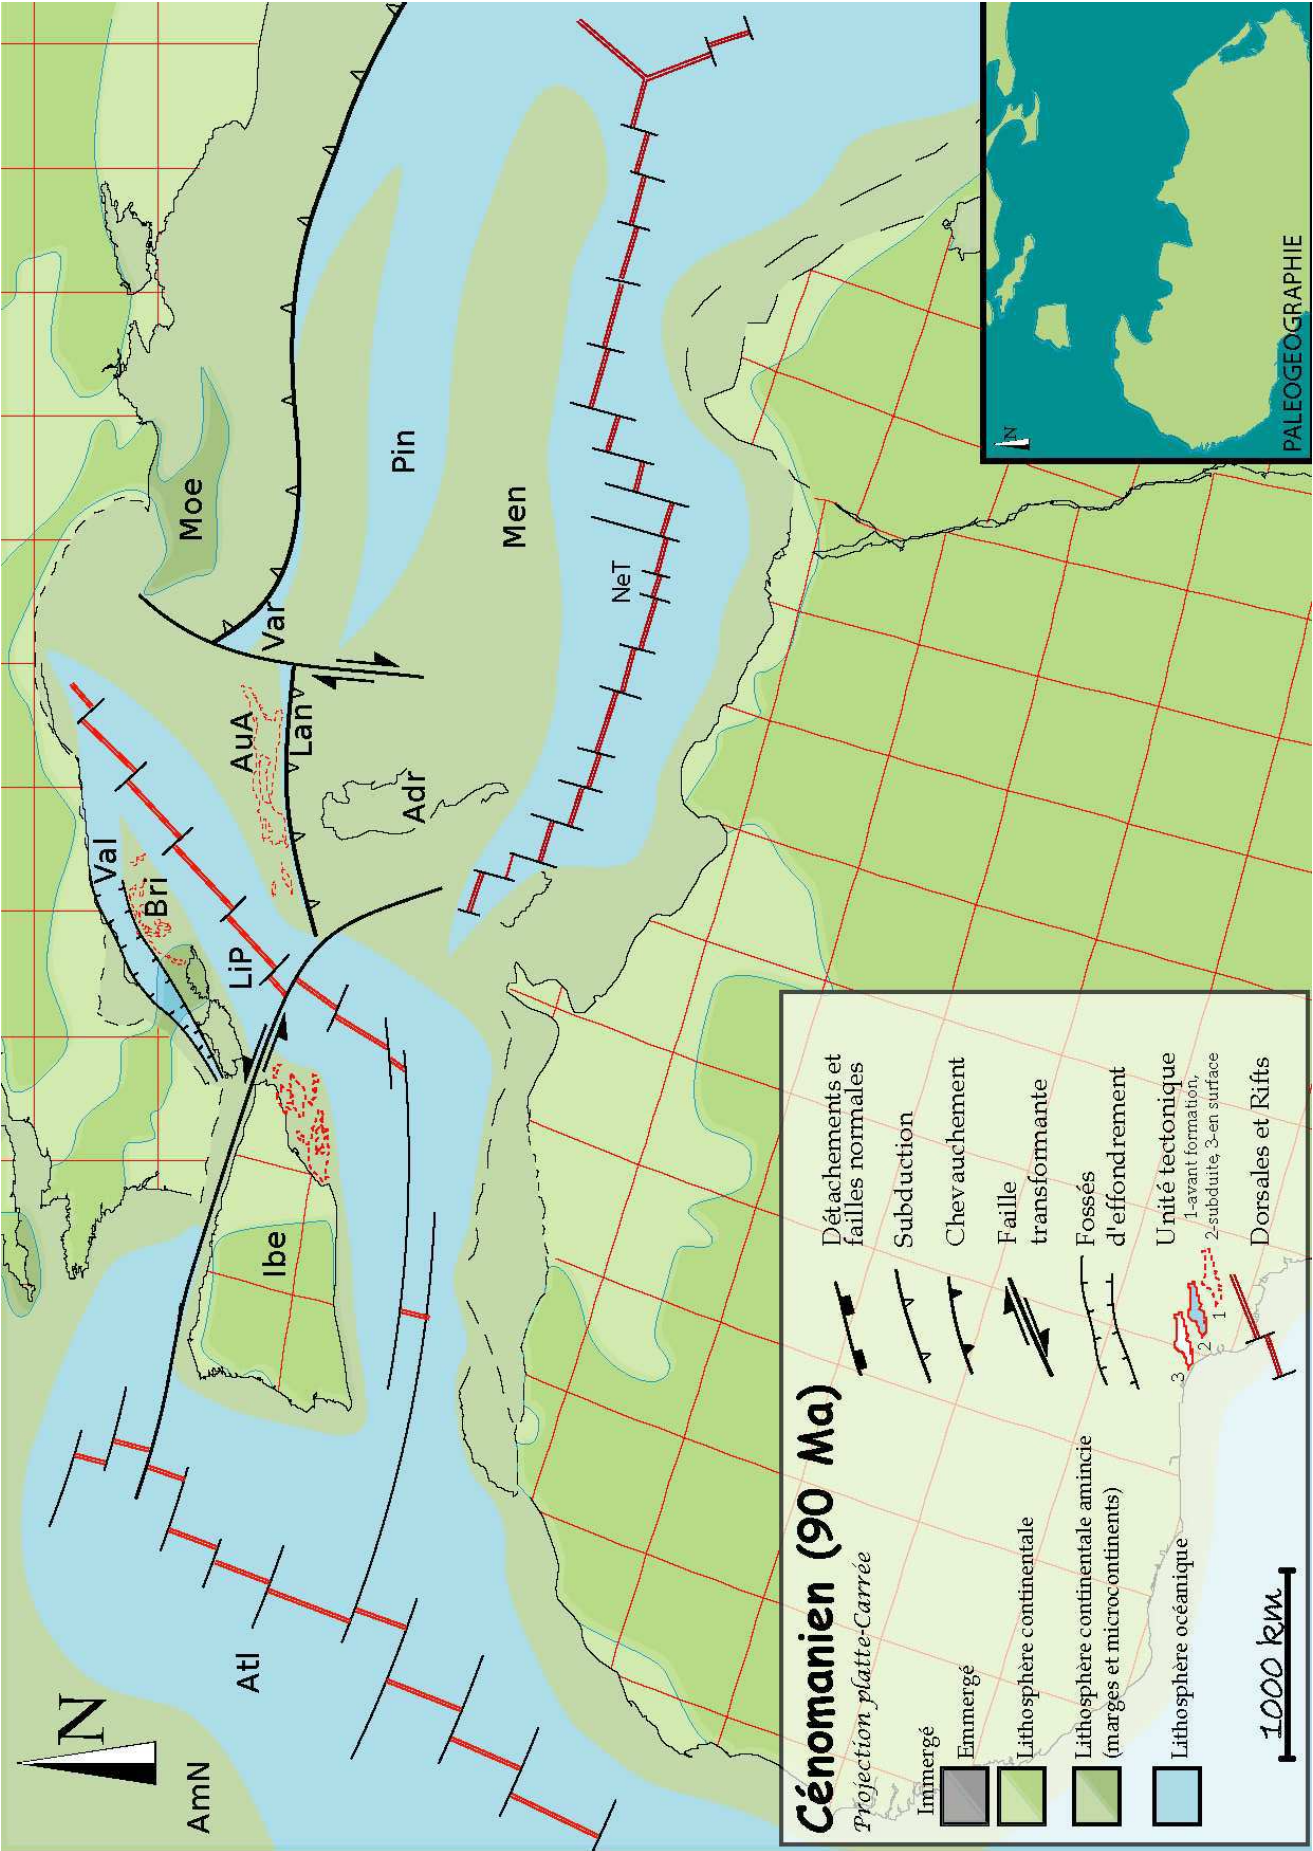 N
AmN
Atl
Ibe
LiP
Bri
Val
AuA
Lan
Adr
Var
Moe
Pin
Men
NeT
Cénomanien (90 Ma)
Projection platte-Carrée
Immergé
Emmergé
Lithosphère continentale
Lithosphère continentale amincie
(marges et microcontinents)
Lithosphère océanique
1000 km
Détachements et
failles normales
Subduction
Chevauchement
Faille
transformante
Fossés
d'effondrement
Unité tectonique
1-avant formation,
2-subduite, 3-en surface
3
2
1
Dorsales et Rifts
N
PALEOGEOGRAPHIE